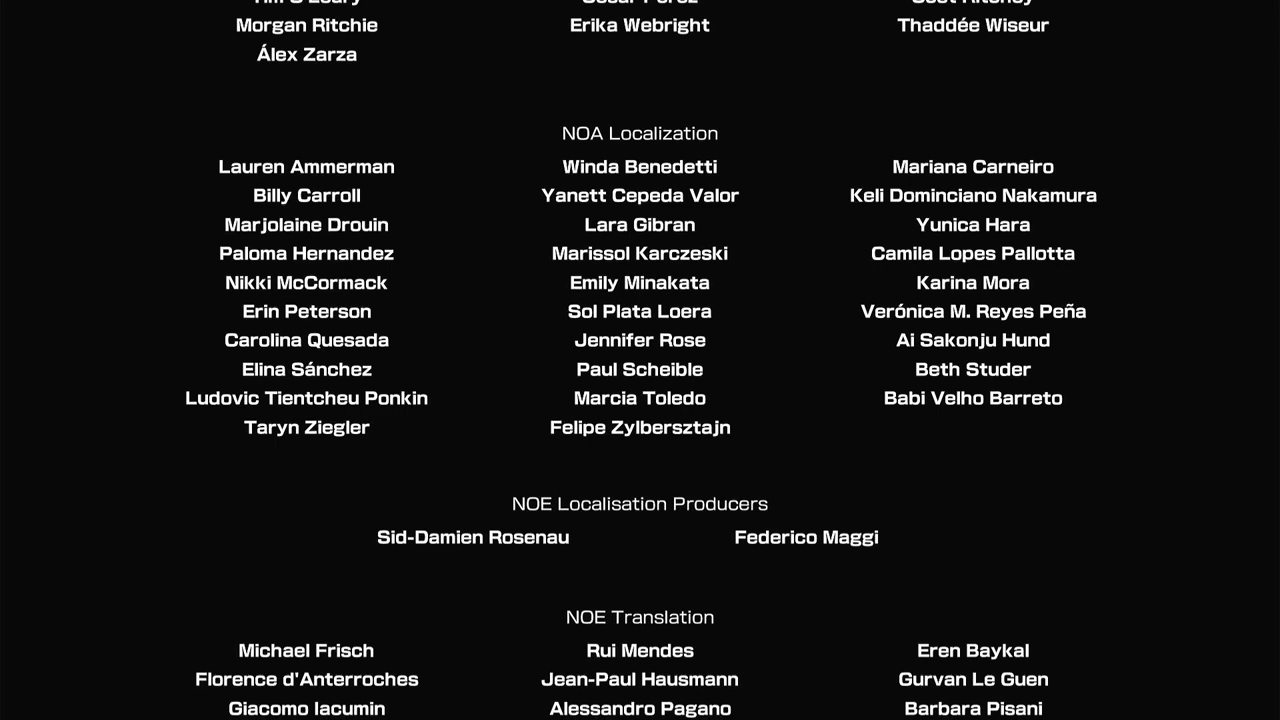 Morgan Ritchie Erika Webright Thaddée Wiseur
Álex Zarza
NOA Localization
Lauren Ammerman Winda Benedetti Mariana Carneiro
Billy Carroll Yanett Cepeda Valor Keli Dominciano Nakamura
Marjolaine Drouin Lara Gibran Yunica Hara
Paloma Hernandez Marissol Karczeski Camila Lopes Pallotta
Nikki McCormack Emily Minakata Karina Mora
Erin Peterson Sol Plata Loera Verónica M. Reyes Peña
Carolina Quesada Jennifer Rose Ai Sakonju Hund
Elina Sánchez Paul Scheible Beth Studer
Ludovic Tientcheu Ponkin Marcia Toledo Babi Velho Barreto
Taryn Ziegler Felipe Zylbersztajn
NOE Localisation Producers
Sid-Damien Rosenau Federico Maggi
NOE Translation
Michael Frisch Rui Mendes Eren Baykal
Florence d'Anterroches Jean-Paul Hausmann Gurvan Le Guen
Giacomo Iacumin Alessandro Pagano Barbara Pisani